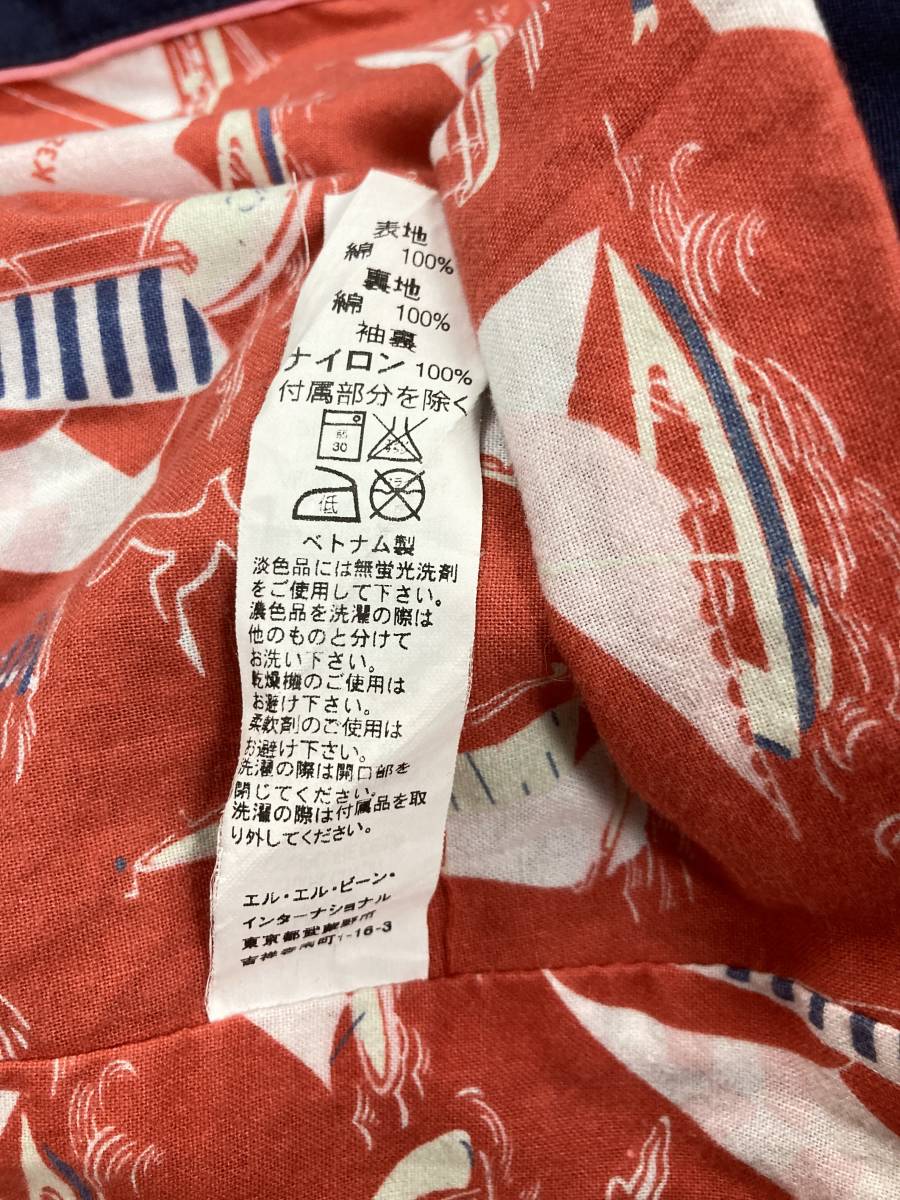 K3
表地
綿 100%
裏地
綿 100%
袖裏
ナイロン 100%
付属部分を除く
30
低
ベトナム製
淡色品には無蛍光洗剤
をご使用して下さい。
濃色品を洗濯の際は
他のものと分けて
お洗い下さい。
乾燥機のご使用は
お避け下さい。
柔軟剤のご使用は
お避け下さい。
洗濯の際は開口部を
閉じてください。
洗濯の際は付属品を取
り外してください。
エル・エル・ビーン・
インターナショナル
東京都武蔵野市
吉祥寺南町1-16-3